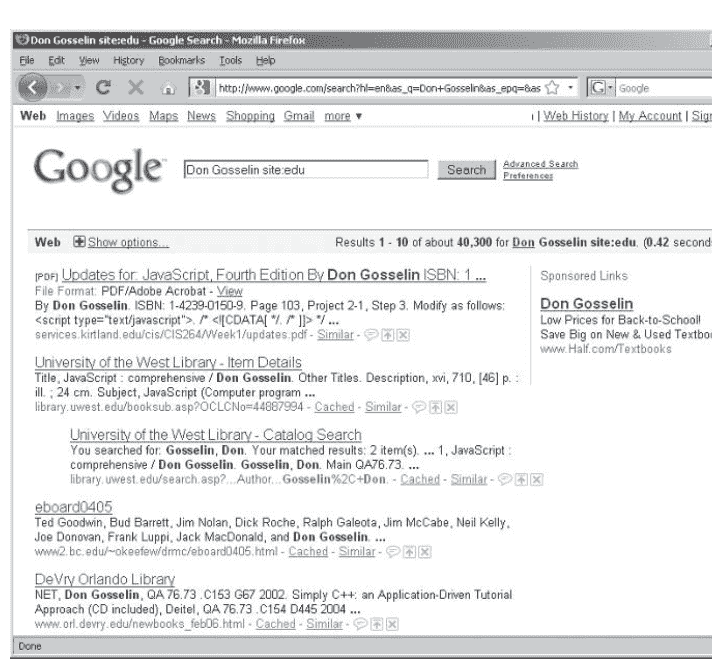 Don Gosselin site:edu - Google Search - Mozilla Firefox
File Edit View History Bookmarks Tools Help
http://www.google.com/search?hl=en&as_q=Don+Gosselin&as_epq=&as G Google
Web Images Videos Maps News Shopping Gmail more ▼ | Web History | My Account | Sign
Google Don Gosselin site:edu Search Advanced Search
Preferences
Web Show options... Results 1 - 10 of about 40,300 for Don Gosselin site:edu. (0.42 second
[PDF] Updates for: JavaScript, Fourth Edition By Don Gosselin ISBN: 1 ...
File Format: PDF/Adobe Acrobat - View
By Don Gosselin. ISBN: 1-4239-0150-9. Page 103, Project 2-1, Step 3. Modify as follows:
<script type="text/javascript">. /* <![CDATA[ */. /* ]]> */ ...
services.kirtland.edu/cis/CIS264/Week1/updates.pdf - Similar -
University of the West Library - Item Details
Title, JavaScript : comprehensive / Don Gosselin. Other Titles. Description, xvi, 710, [46] p. :
ill. ; 24 cm. Subject, JavaScript (Computer program ...
library.uwest.edu/booksub.asp?OCLCNo=44887994 - Cached - Similar -
University of the West Library - Catalog Search
You searched for: Gosselin, Don. Your matched results: 2 item(s). ... 1, JavaScript :
comprehensive / Don Gosselin. Gosselin, Don. Main QA76.73. ...
library.uwest.edu/search.asp?...Author...Gosselin%2C+Don. - Cached - Similar -
eboard0405
Ted Goodwin, Bud Barrett, Jim Nolan, Dick Roche, Ralph Galeota, Jim McCabe, Neil Kelly,
Joe Donovan, Frank Luppi, Jack MacDonald, and Don Gosselin. ...
www2.bc.edu/~okeefew/drmc/eboard0405.html - Cached - Similar -
DeVry Orlando Library
NET, Don Gosselin, QA 76.73 .C153 G67 2002. Simply C++: an Application-Driven Tutorial
Approach (CD included), Deitel, QA 76.73 .C154 D445 2004 ...
www.orl.devry.edu/newbooks_feb06.html - Cached - Similar -
Sponsored Links
Don Gosselin
Low Prices for Back-to-School!
Save Big on New & Used Textbo
www.Half.com/Textbooks
Done